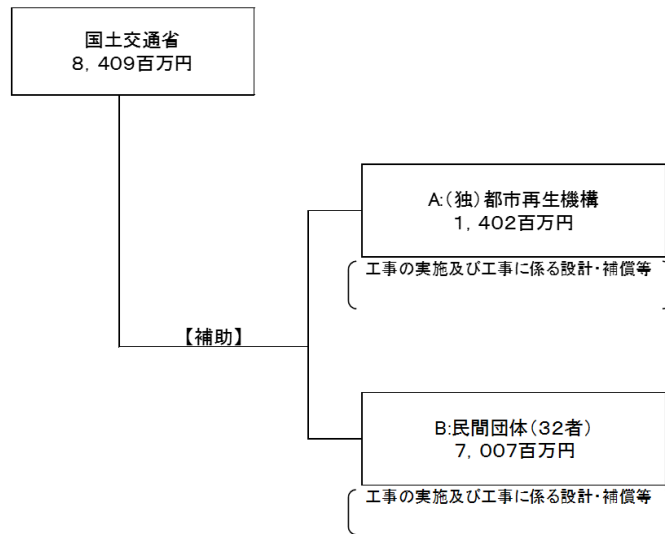 国土交通省
８，４０９百万円
A:（独）都市再生機構
１，４０２百万円
工事の実施及び工事に係る設計・補償等
【補助】
B:民間団体（３２者）
７，００７百万円
工事の実施及び工事に係る設計・補償等